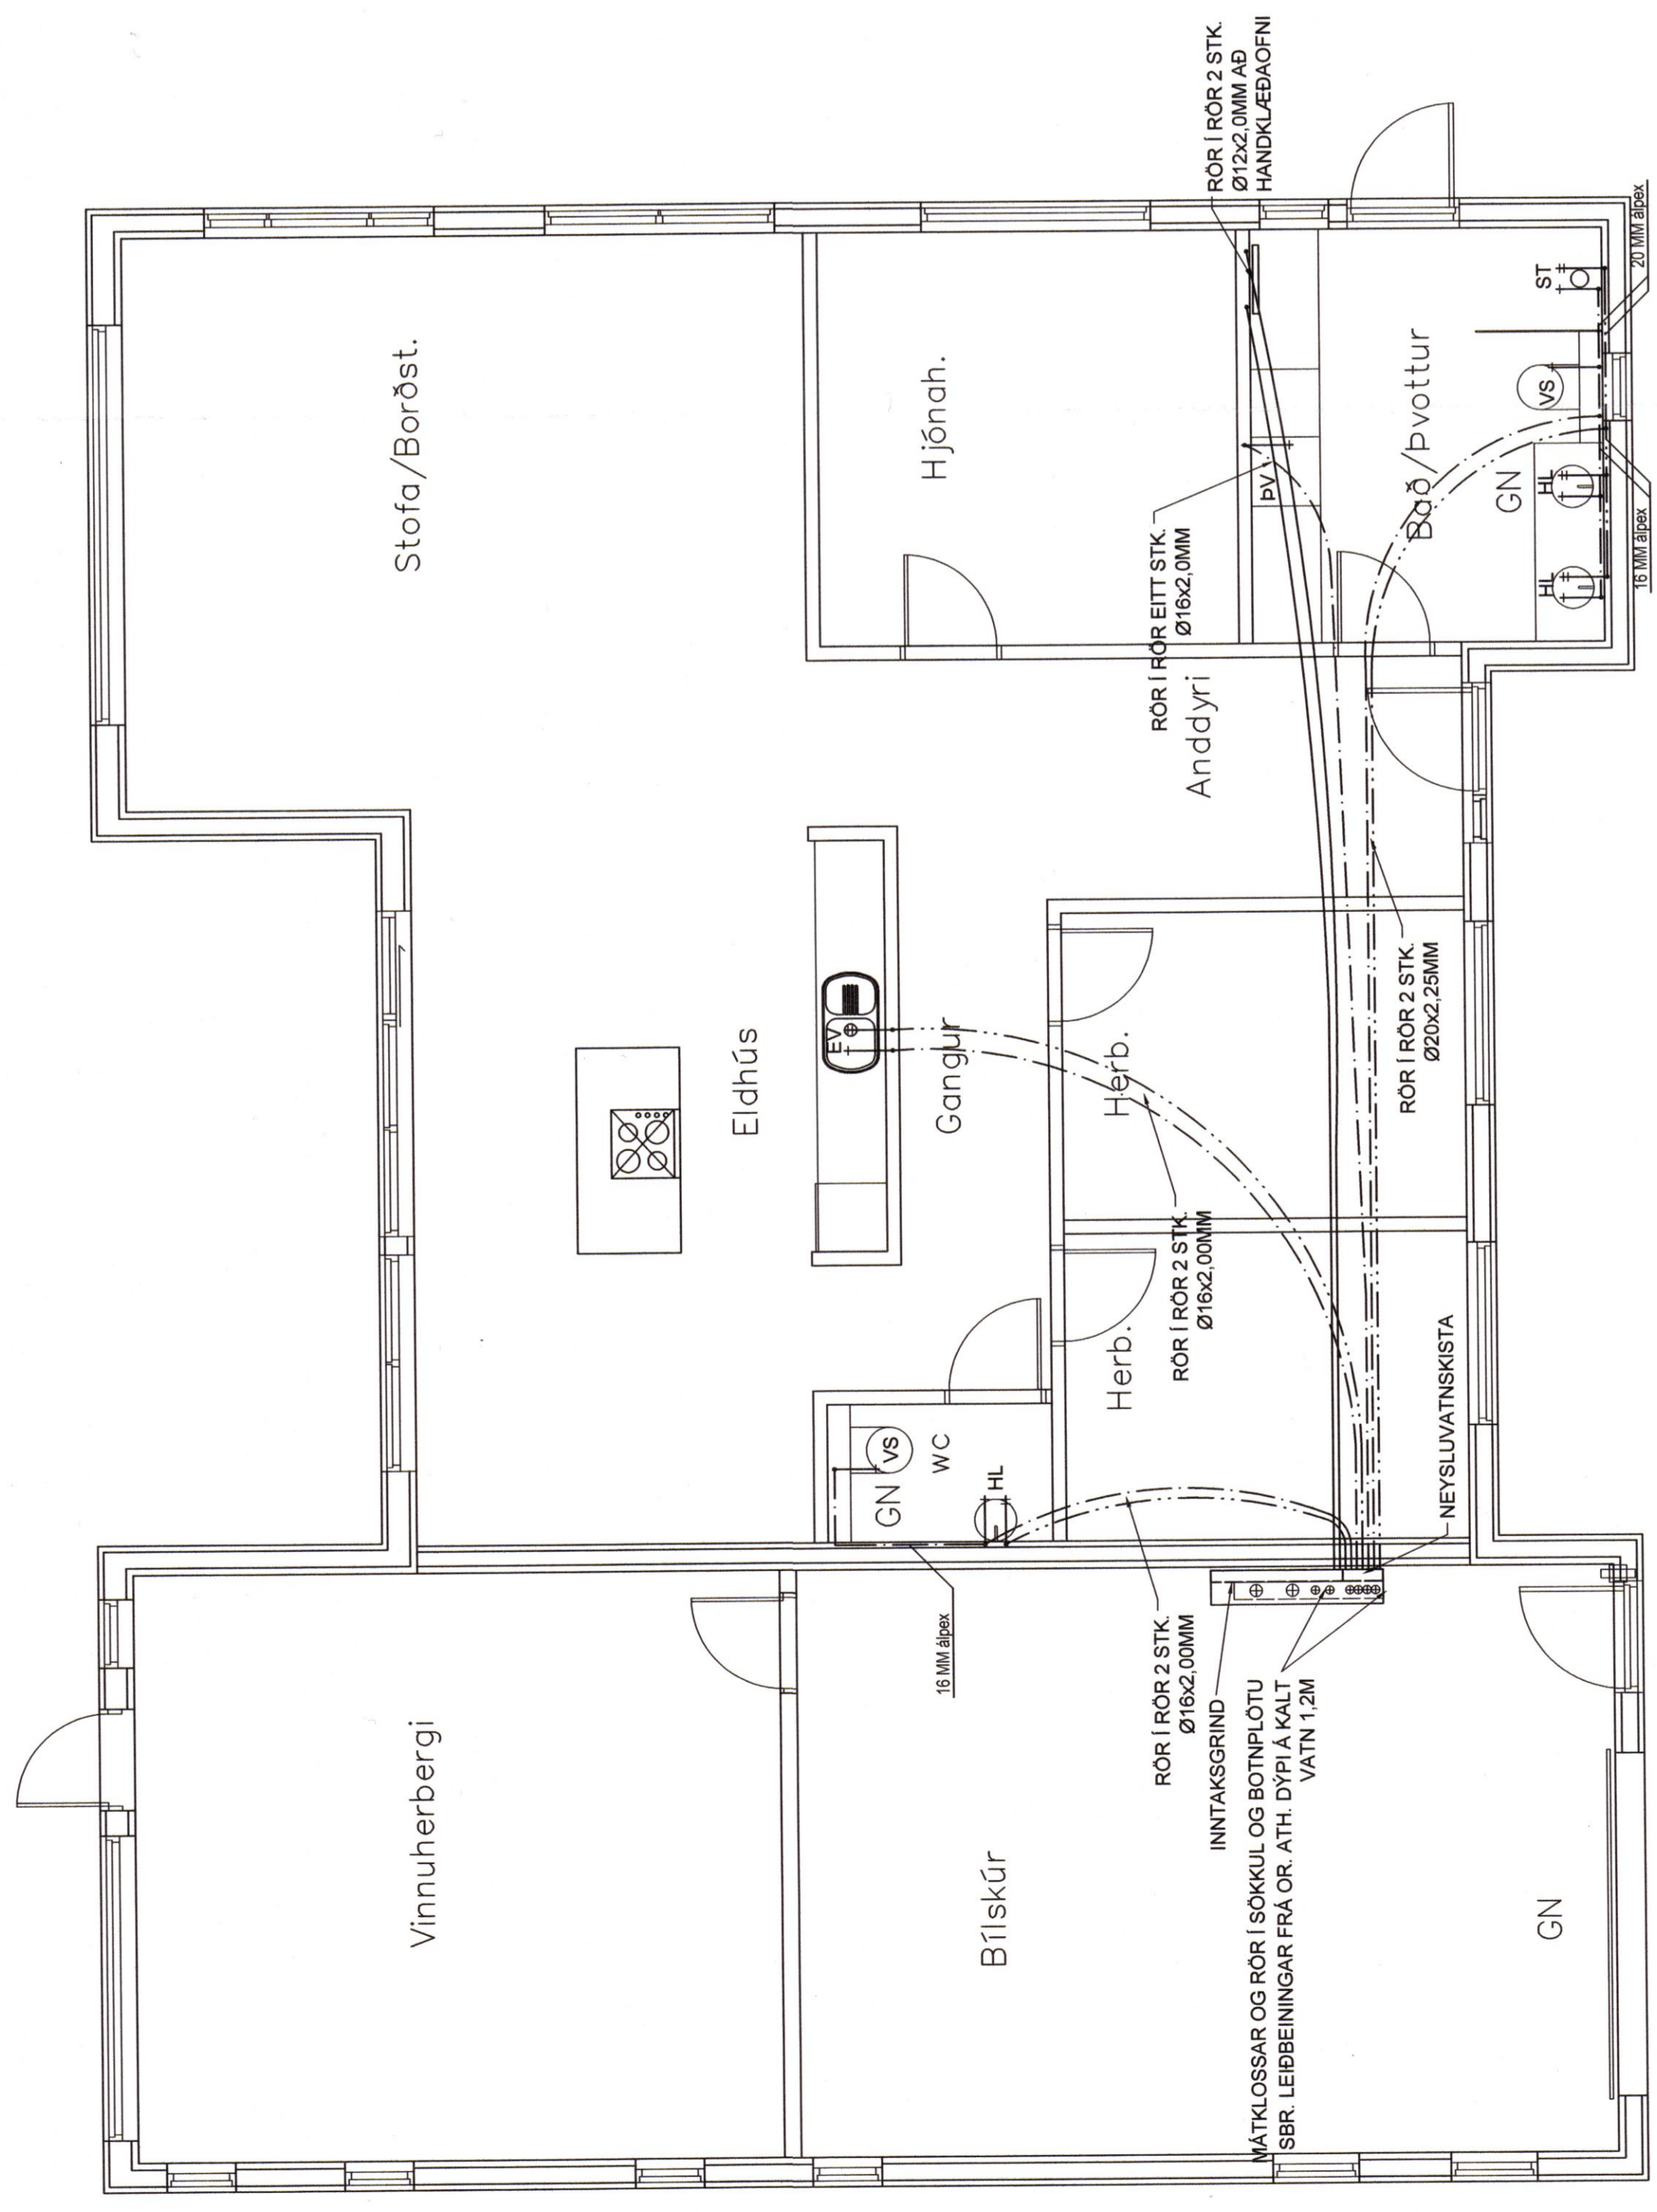 Stofa/Borðst.
Hjónah.
RÖR Í RÖR 2 STK.
Ø12x2,0MM AÐ
HANDKLÆÐAOFNI
RÖR Í RÖR EITT STK.
Ø16x2,0MM
ÞV
Bað/Þvottur
GN
HL
HL
VS
ST
20 MM álpex
16 MM álpex
Anddyri
Eldhús
EV
Gangur
Herb.
RÖR Í RÖR 2 STK.
Ø20x2,25MM
RÖR Í RÖR 2 STK.
Ø16x2,00MM
Herb.
GN
VS
WC
HL
NEYSLUVATNSKISTA
Vinnuherbergi
16 MM álpex
Bílskúr
RÖR Í RÖR 2 STK.
Ø16x2,00MM
INNTAKSGRIND
MÁTKLOSSAR OG RÖR Í SÖKKUL OG BOTNPLÖTU
SBR. LEIÐBEININGAR FRÁ OR. ATH. DÝPI Á KALT
VATN 1,2M
GN